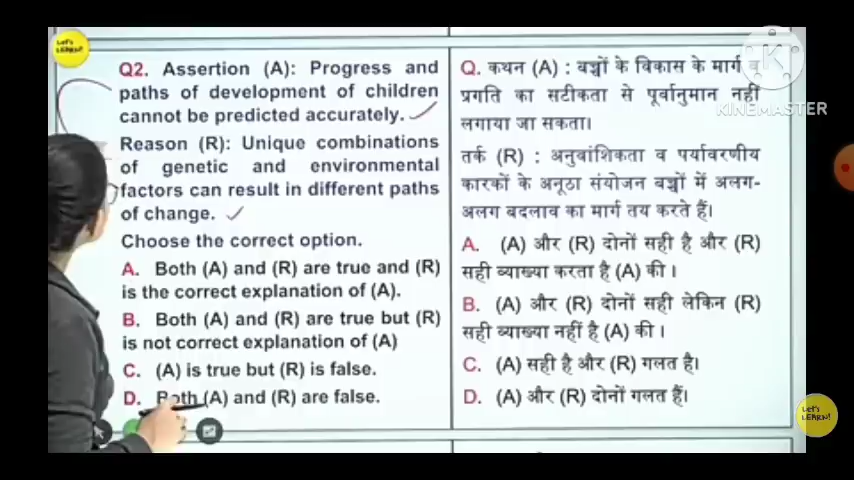 Let's LEARN!
Q2. Assertion (A): Progress and
paths of development of children
cannot be predicted accurately.
Reason (R): Unique combinations
of genetic and environmental
factors can result in different paths
of change.
Choose the correct option.
A. Both (A) and (R) are true and (R)
is the correct explanation of (A).
B. Both (A) and (R) are true but (R)
is not correct explanation of (A)
C. (A) is true but (R) is false.
D. Both (A) and (R) are false.
Q. कथन (A) : बच्चों के विकास के मार्ग व
प्रगति का सटीकता से पूर्वानुमान नहीं
लगाया जा सकता।
तर्क (R) : अनुवांशिकता व पर्यावरणीय
कारकों के अनूठा संयोजन बच्चों में अलग-
अलग बदलाव का मार्ग तय करते हैं।
A. (A) और (R) दोनों सही है और (R)
सही व्याख्या करता है (A) की।
B. (A) और (R) दोनों सही लेकिन (R)
सही व्याख्या नहीं है (A) की।
C. (A) सही है और (R) गलत है।
D. (A) और (R) दोनों गलत हैं।
KINEMASTER
Let's LEARN!